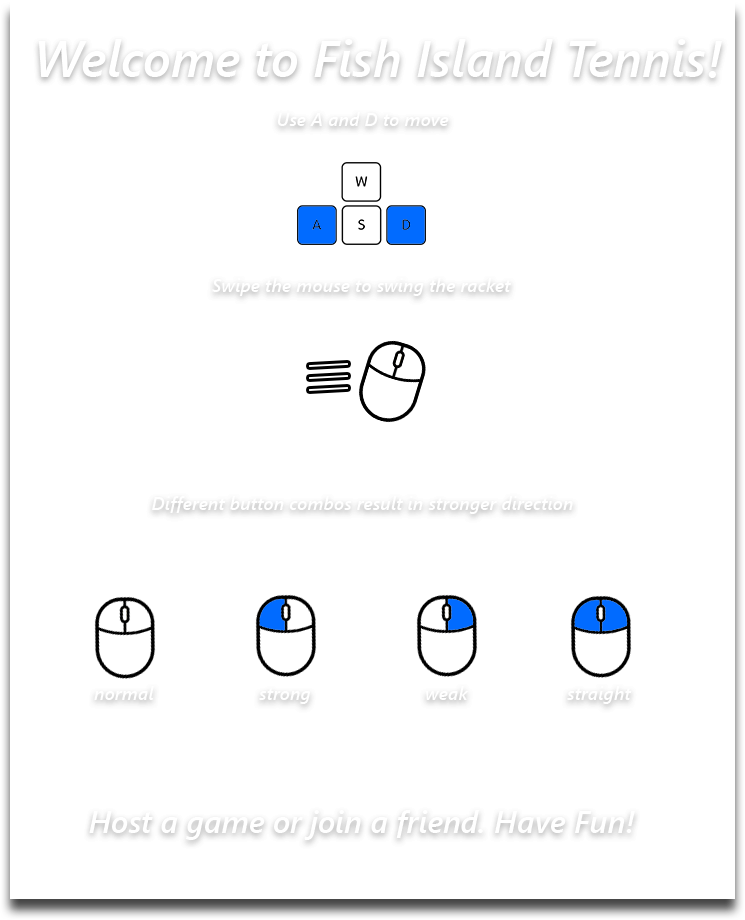 Welcome to Fish Island Tennis!
Use A and D to move
W
A S D
Swipe the mouse to swing the racket
Different button combos result in stronger direction
normal strong weak straight
Host a game or join a friend. Have Fun!